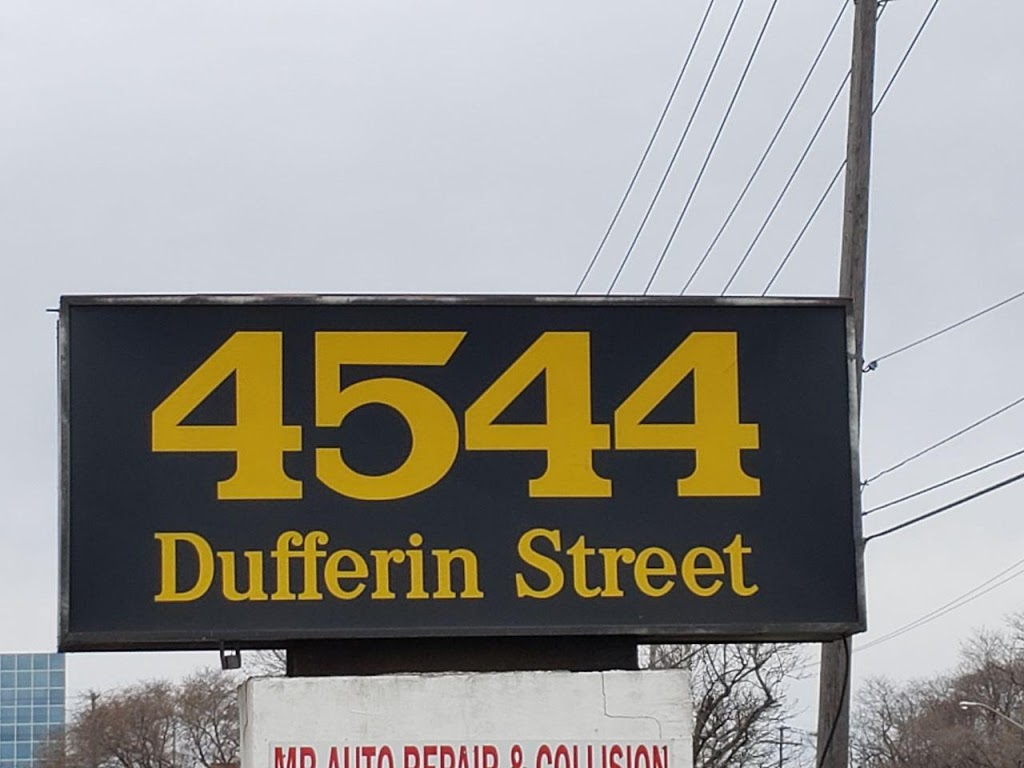 4544
Dufferin Street
MR AUTO REPAIR & COLLISION